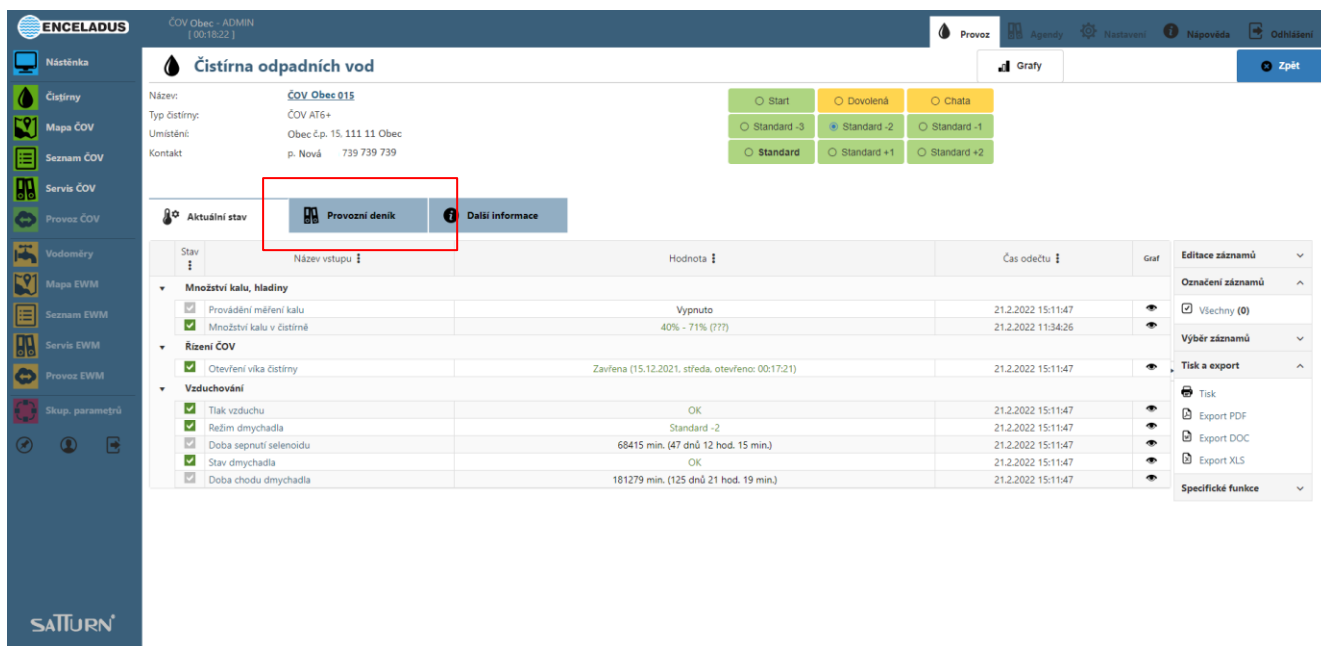 ENCELADUS
ČOV Obec - ADMIN
[ 00:18:22 ]
Provoz
Agendy
Nastavení
Nápověda
Odhlášení
Nástěnka
Čistírny
Mapa ČOV
Seznam ČOV
Servis ČOV
Provoz ČOV
Vodoměry
Mapa EWM
Seznam EWM
Servis EWM
Provoz EWM
Skup. parametrů
SATTURN
Čistírna odpadních vod
Grafy
Zpět
Název: ČOV Obec 015
Typ čistírny: ČOV AT6+
Umístění: Obec č.p. 15, 111 11 Obec
Kontakt p. Nová 739 739 739
Start Dovolená Chata
Standard -3 Standard -2 Standard -1
Standard Standard +1 Standard +2
Aktuální stav Provozní deník Další informace
Stav Název vstupu Hodnota Čas odečtu Graf
Množství kalu, hladiny
Provádění měření kalu Vypnuto 21.2.2022 15:11:47
Množství kalu v čistírně 40% - 71% (???) 21.2.2022 11:34:26
Řízení ČOV
Otevření víka čistírny Zavřena (15.12.2021, středa, otevřeno: 00:17:21) 21.2.2022 15:11:47
Vzduchování
Tlak vzduchu OK 21.2.2022 15:11:47
Režim dmychadla Standard -2 21.2.2022 15:11:47
Doba sepnutí selenoidu 68415 min. (47 dnů 12 hod. 15 min.) 21.2.2022 15:11:47
Stav dmychadla OK 21.2.2022 15:11:47
Doba chodu dmychadla 181279 min. (125 dnů 21 hod. 19 min.) 21.2.2022 15:11:47
Editace záznamů
Označení záznamů
Všechny (0)
Výběr záznamů
Tisk a export
Tisk
Export PDF
Export DOC
Export XLS
Specifické funkce